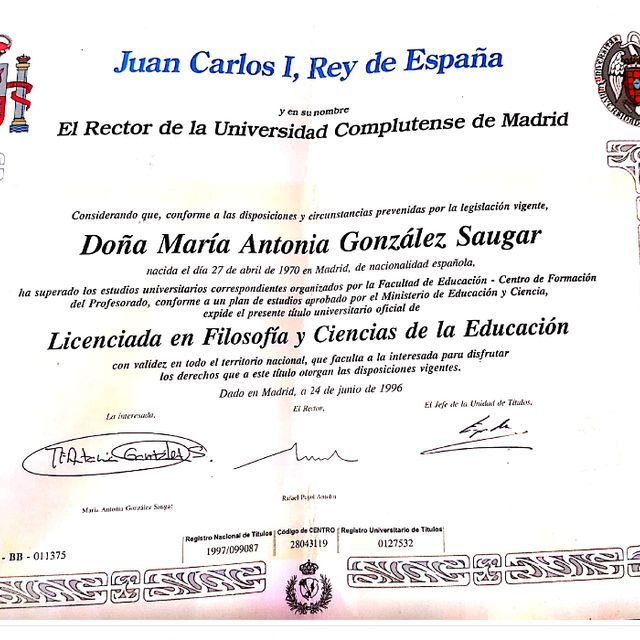 Juan Carlos I, Rey de España
y en su nombre
El Rector de la Universidad Complutense de Madrid
Considerando que, conforme a las disposiciones y circunstancias prevenidas por la legislación vigente,
Doña María Antonia González Saugar
nacida el día 27 de abril de 1970 en Madrid, de nacionalidad española,
ha superado los estudios universitarios correspondientes organizados por la Facultad de Educación - Centro de Formación
del Profesorado, conforme a un plan de estudios aprobado por el Ministerio de Educación y Ciencia,
expide el presente título universitario oficial de
Licenciada en Filosofía y Ciencias de la Educación
con validez en todo el territorio nacional, que faculta a la interesada para disfrutar
los derechos que a este título otorgan las disposiciones vigentes.
Dado en Madrid, a 24 de junio de 1996
La interesada,
El Rector,
El Jefe de la Unidad de Títulos,
María Antonia González Saugar
Rafael
- BB - 011375
Registro Nacional de Títulos
Código de CENTRO
Registro Universitario de Títulos
1997/099087
28043119
0127532